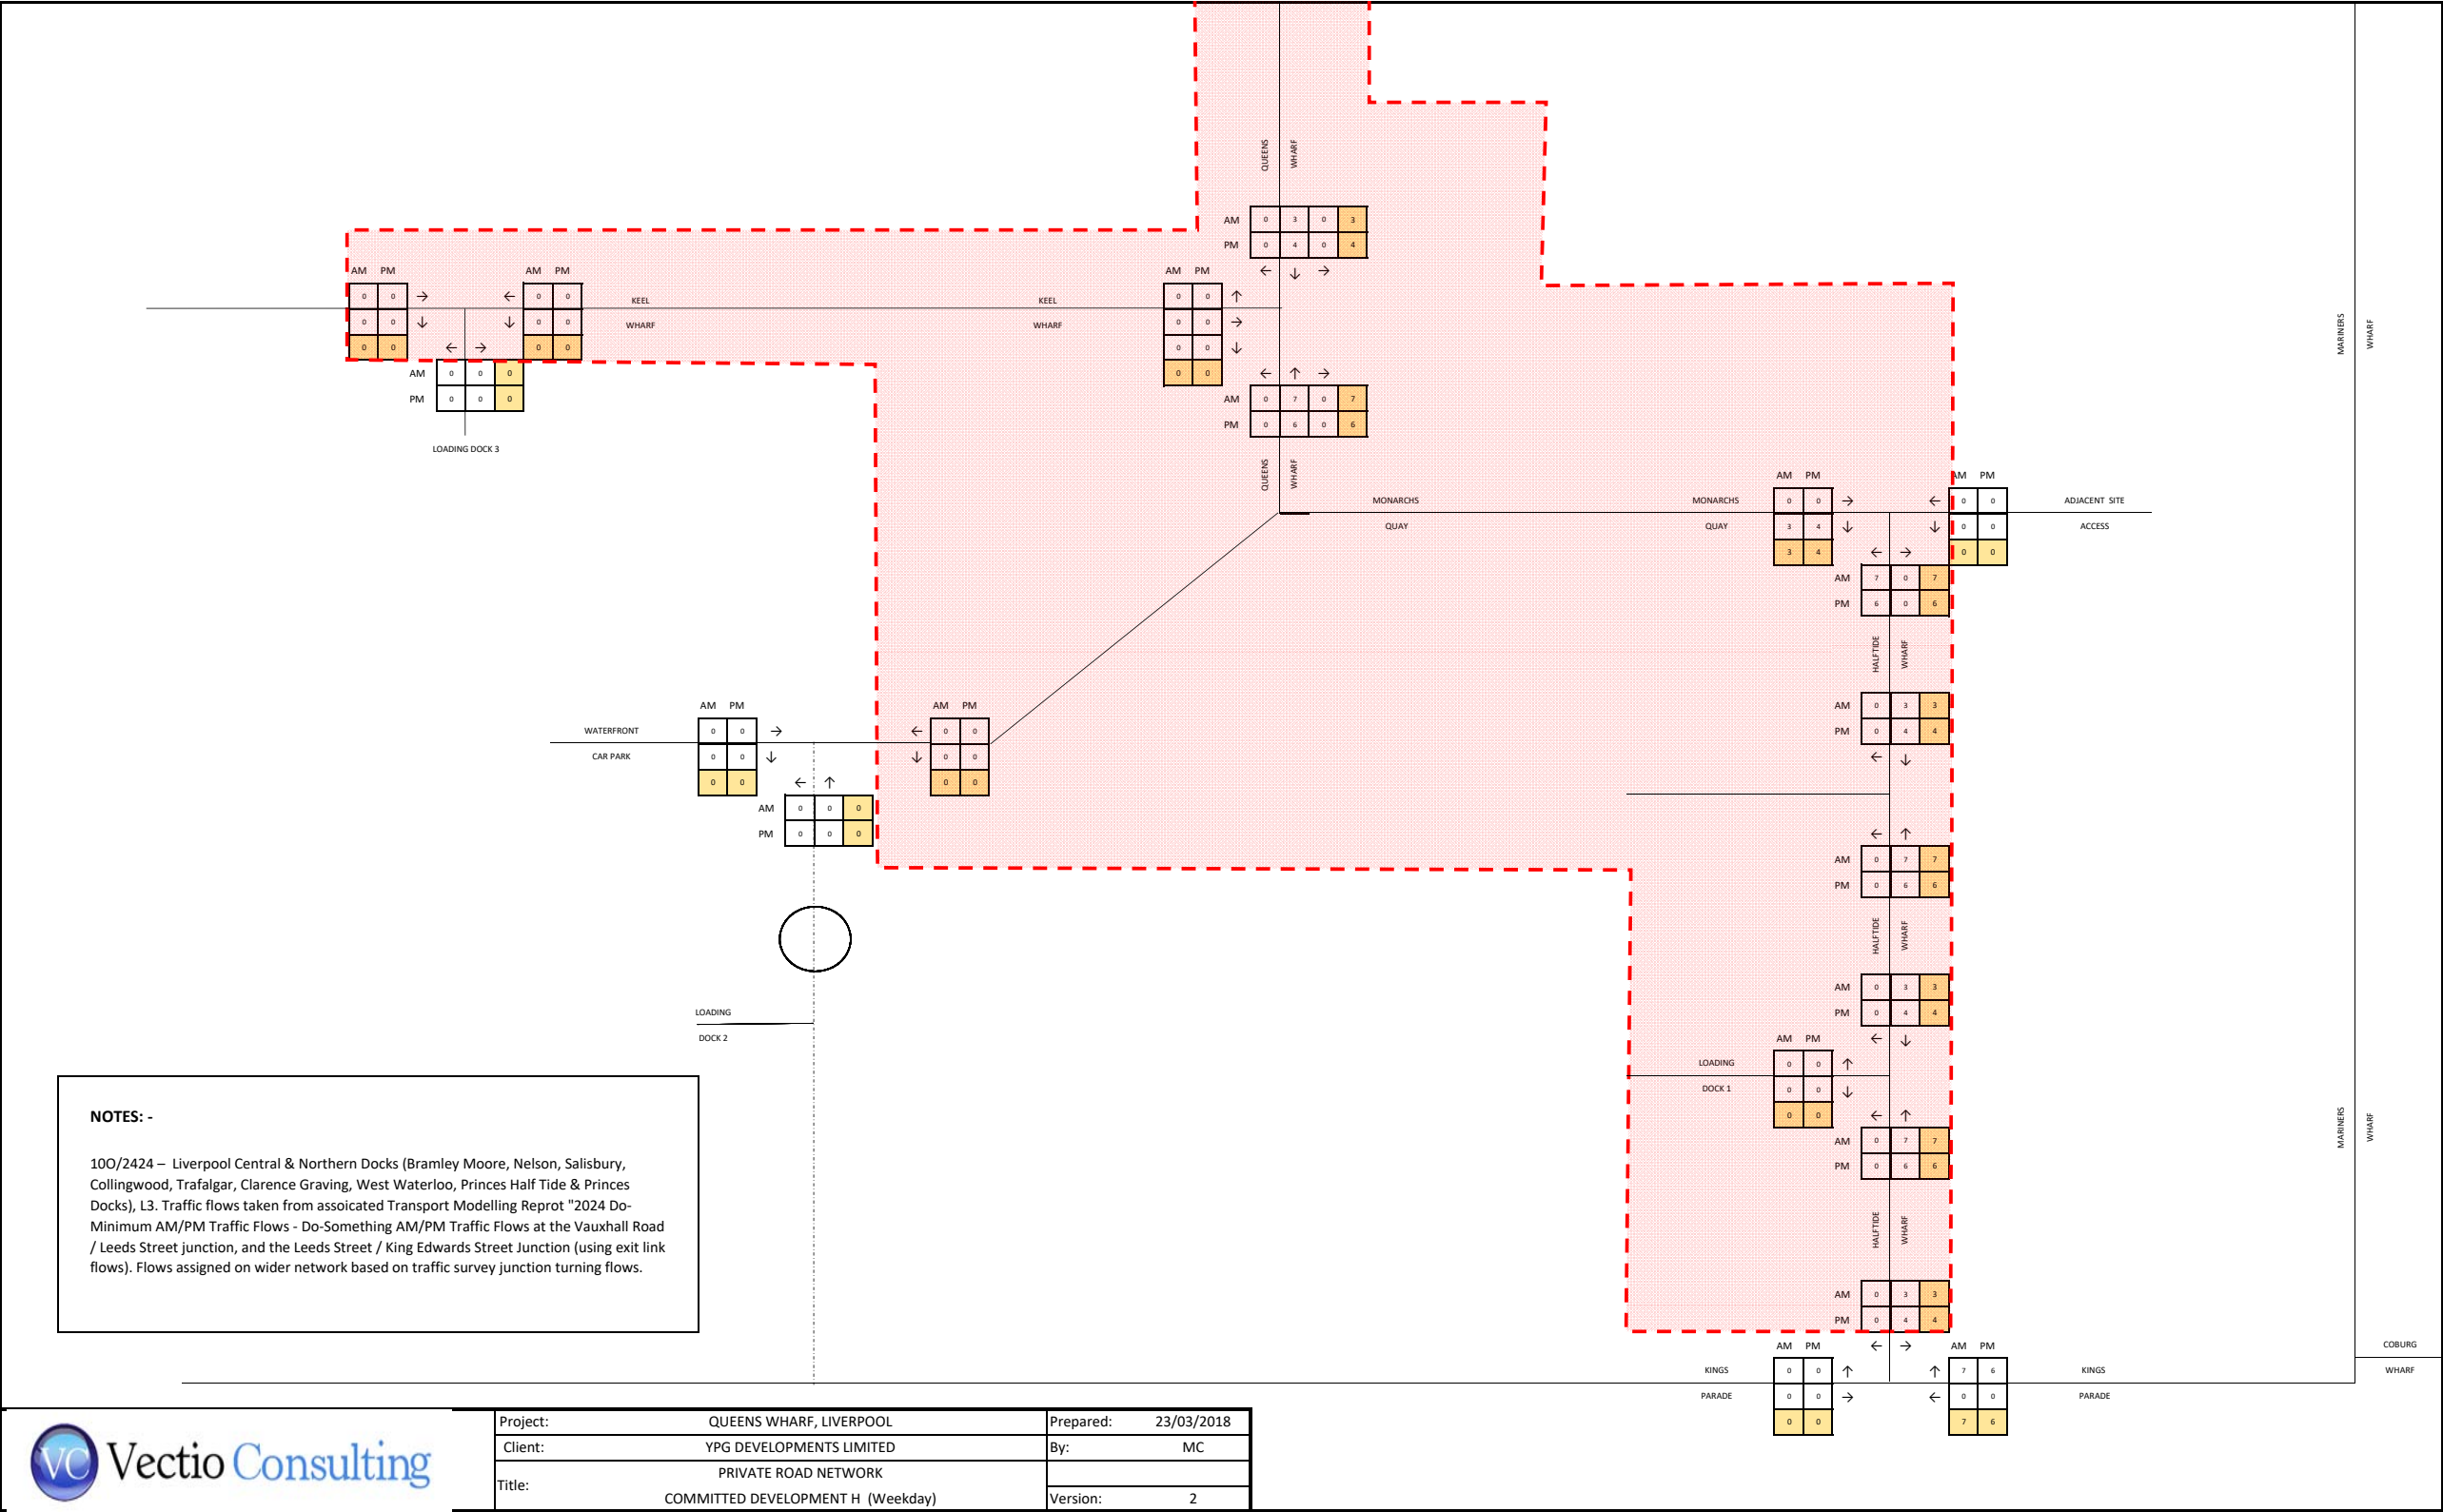 QUEENS
WHARF
AM 0 3 0 3
PM 0 4 0 4
← ↓ →
AM PM
0 0 →
0 0 ↓
0 0
AM PM
← 0 0
↓ 0 0
0 0
← →
AM 0 0 0
PM 0 0 0
LOADING DOCK 3
KEEL
WHARF
KEEL
WHARF
AM PM
0 0 ↑
0 0 →
0 0 ↓
0 0
← ↑ →
AM 0 7 0 7
PM 0 6 0 6
MARINERS
WHARF
QUEENS
WHARF
MONARCHS
QUAY
MONARCHS
QUAY
AM PM
0 0 →
3 4 ↓
3 4
AM PM
← 0 0
↓ 0 0
0 0
ADJACENT SITE
ACCESS
← →
AM 7 0 7
PM 6 0 6
HALFTIDE
WHARF
AM 0 3 3
PM 0 4 4
← ↓
WATERFRONT
CAR PARK
AM PM
0 0 →
0 0 ↓
0 0
AM PM
← 0 0
↓ 0 0
0 0
← ↑
AM 0 0 0
PM 0 0 0
← ↑
AM 0 7 7
PM 0 6 6
HALFTIDE
WHARF
AM 0 3 3
PM 0 4 4
← ↓
LOADING
DOCK 2
LOADING
DOCK 1
AM PM
0 0 ↑
0 0 ↓
0 0
← ↑
AM 0 7 7
PM 0 6 6
MARINERS
WHARF
HALFTIDE
WHARF
AM 0 3 3
PM 0 4 4
← →
KINGS
PARADE
AM PM
0 0 ↑
0 0 →
0 0
AM PM
↑ 7 6
← 0 0
7 6
KINGS
PARADE
COBURG
WHARF
NOTES: -
10O/2424 – Liverpool Central & Northern Docks (Bramley Moore, Nelson, Salisbury,
Collingwood, Trafalgar, Clarence Graving, West Waterloo, Princes Half Tide & Princes
Docks), L3. Traffic flows taken from assoicated Transport Modelling Reprot "2024 Do-
Minimum AM/PM Traffic Flows - Do-Something AM/PM Traffic Flows at the Vauxhall Road
/ Leeds Street junction, and the Leeds Street / King Edwards Street Junction (using exit link
flows). Flows assigned on wider network based on traffic survey junction turning flows.
VC Vectio Consulting
Project: QUEENS WHARF, LIVERPOOL Prepared: 23/03/2018
Client: YPG DEVELOPMENTS LIMITED By: MC
Title: PRIVATE ROAD NETWORK
COMMITTED DEVELOPMENT H (Weekday) Version: 2